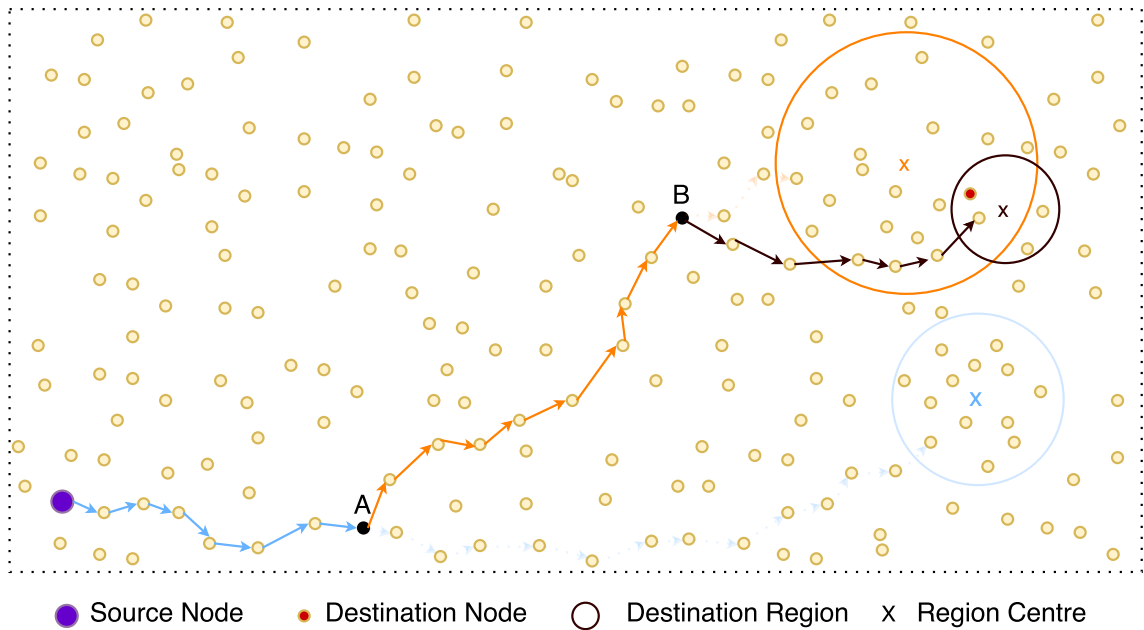 x
B
x
x
A
Source Node
Destination Node
Destination Region
x Region Centre